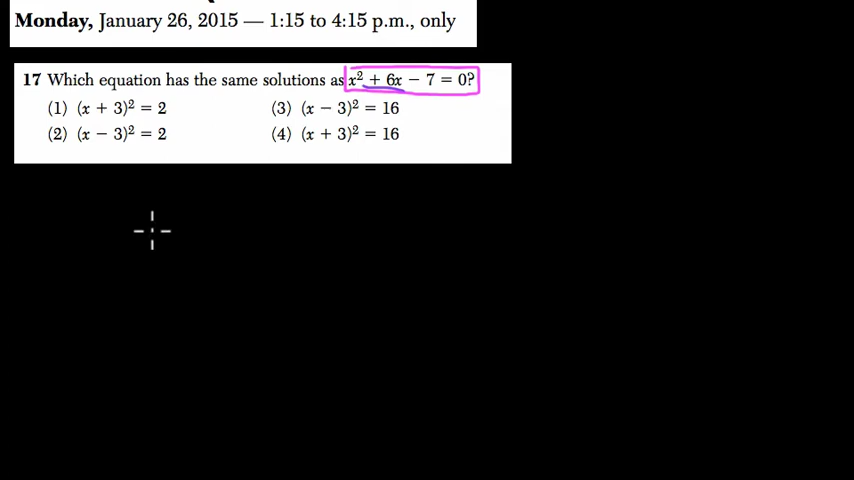 Monday, January 26, 2015 — 1:15 to 4:15 p.m., only
17 Which equation has the same solutions as x² + 6x − 7 = 0?
(1) (x + 3)² = 2 (3) (x − 3)² = 16
(2) (x − 3)² = 2 (4) (x + 3)² = 16